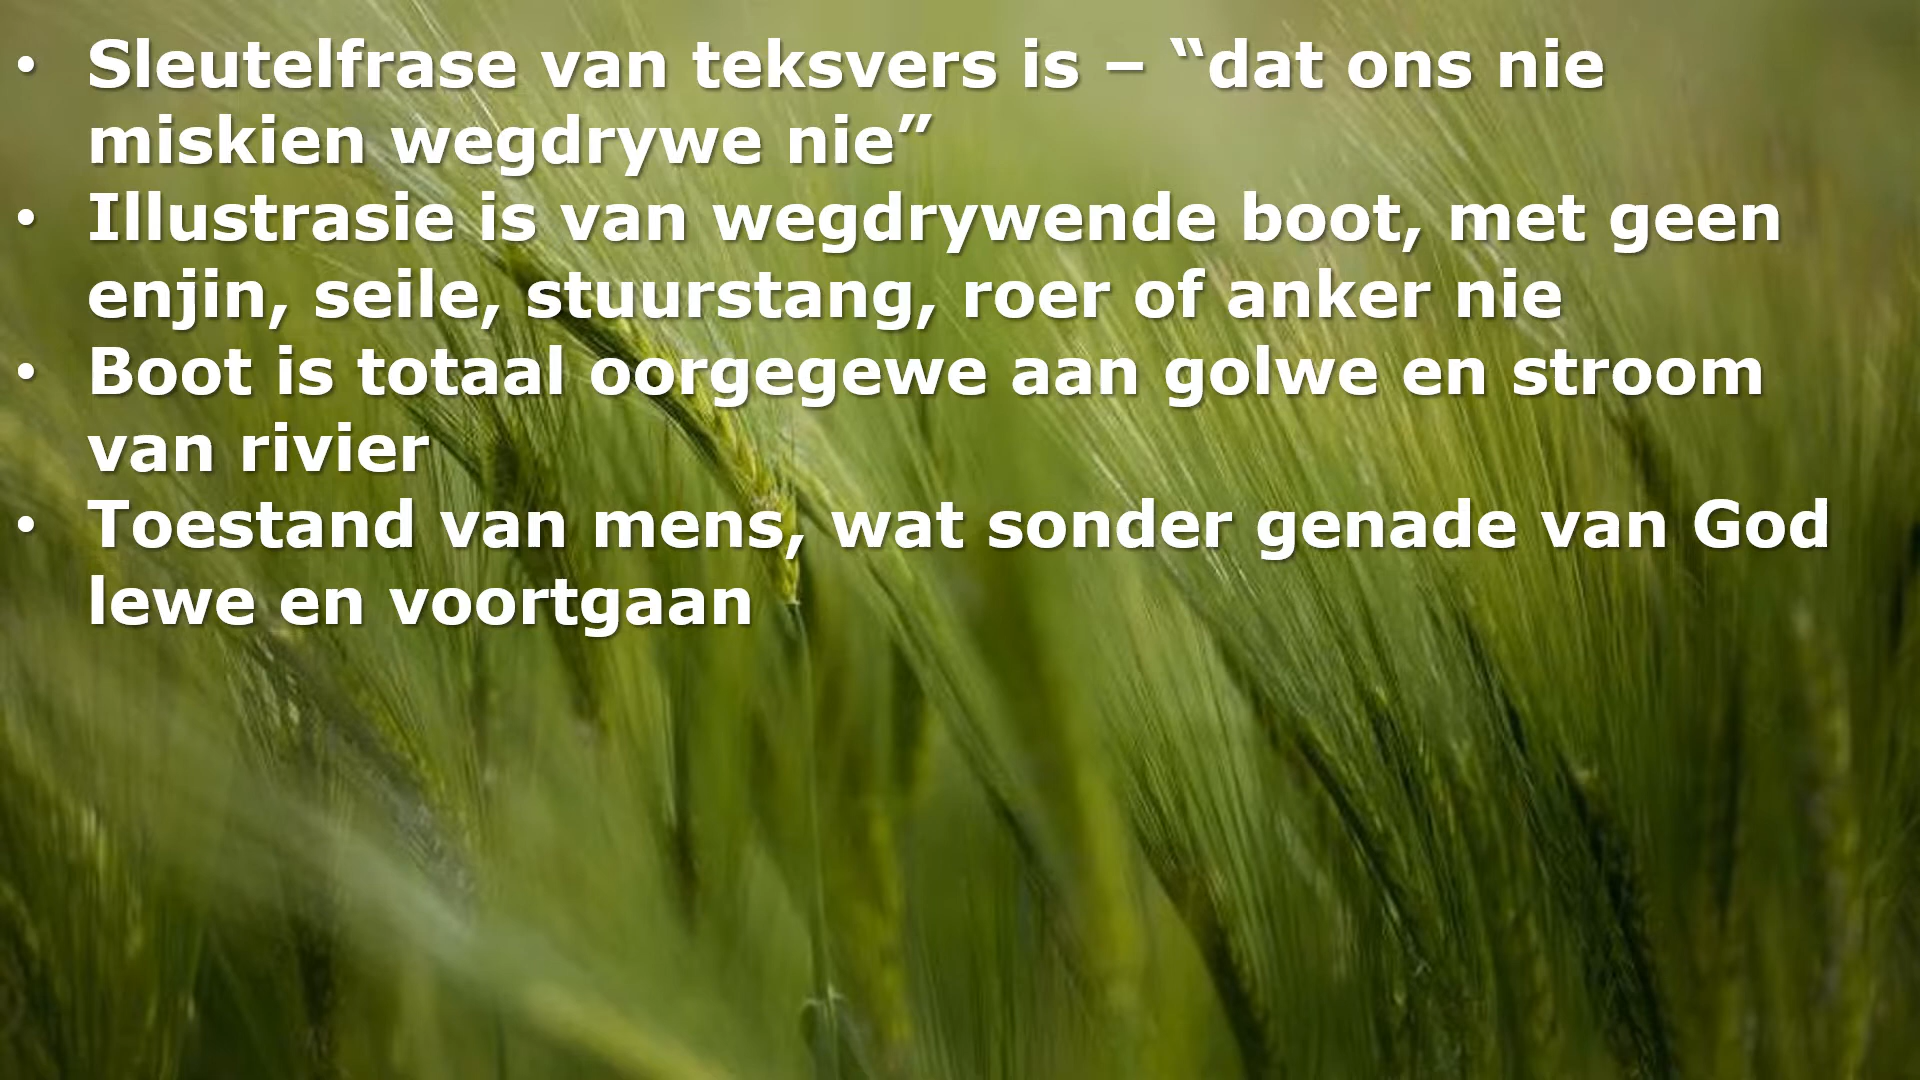 • Sleutelfrase van teksvers is – “dat ons nie
miskien wegdrywe nie”
• Illustrasie is van wegdrywende boot, met geen
enjin, seile, stuurstang, roer of anker nie
• Boot is totaal oorgegewe aan golwe en stroom
van rivier
• Toestand van mens, wat sonder genade van God
lewe en voortgaan